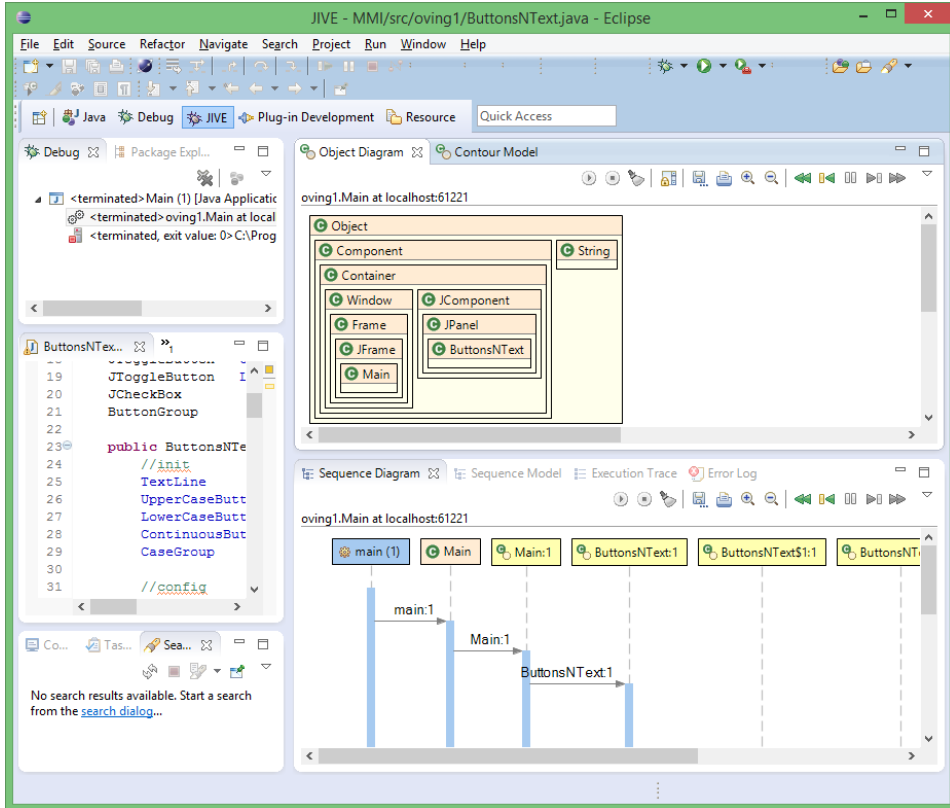 JIVE - MMI/src/oving1/ButtonsNText.java - Eclipse
File Edit Source Refactor Navigate Search Project Run Window Help
Java Debug JIVE Plug-in Development Resource Quick Access
Debug Package Expl...
<terminated>Main (1) [Java Applicatic
<terminated>oving1.Main at local
<terminated, exit value: 0>C:\Prog
Object Diagram Contour Model
oving1.Main at localhost:61221
Object
Component String
Container
Window JComponent
Frame JPanel
JFrame ButtonsNText
Main
ButtonsNTex... »1
19 JToggleButton
20 JCheckBox
21 ButtonGroup
22
23 public ButtonsNTe
24 //init
25 TextLine
26 UpperCaseButt
27 LowerCaseButt
28 ContinuousBut
29 CaseGroup
30
31 //config
Sequence Diagram Sequence Model Execution Trace Error Log
oving1.Main at localhost:61221
main (1) Main Main:1 ButtonsNText:1 ButtonsNText$1:1 ButtonsNT
main:1
Main:1
ButtonsNText:1
Co... Tas... Sea...
No search results available. Start a search
from the search dialog...